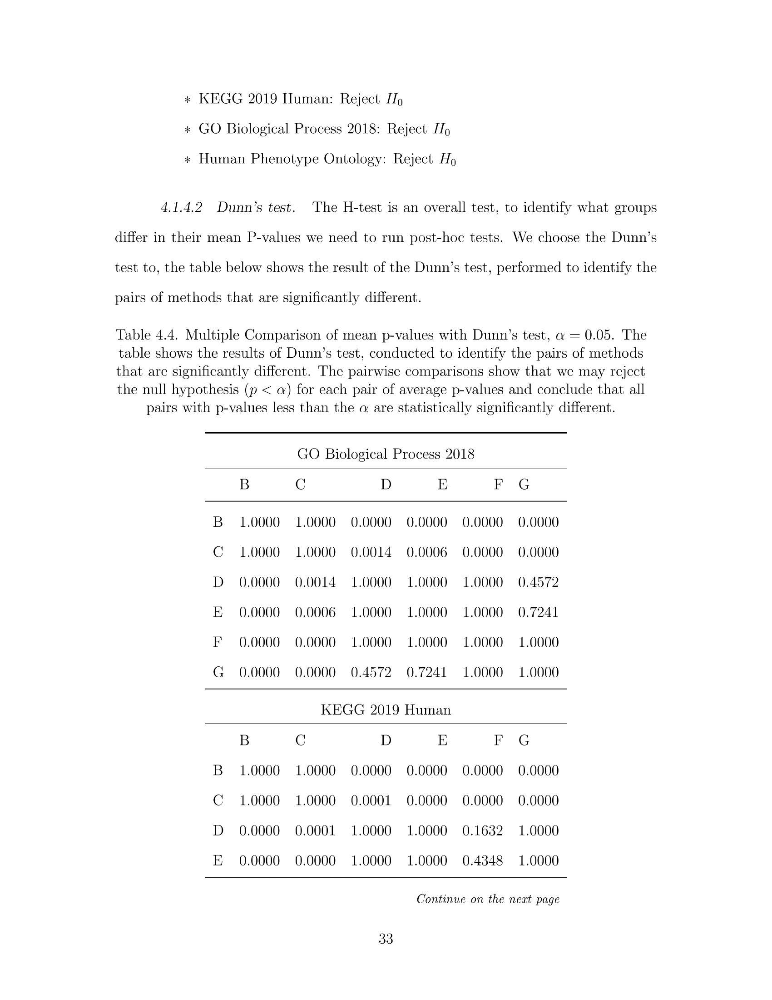 ∗ KEGG 2019 Human: Reject H₀
∗ GO Biological Process 2018: Reject H₀
∗ Human Phenotype Ontology: Reject H₀
4.1.4.2 Dunn's test. The H-test is an overall test, to identify what groups
differ in their mean P-values we need to run post-hoc tests. We choose the Dunn's
test to, the table below shows the result of the Dunn's test, performed to identify the
pairs of methods that are significantly different.
Table 4.4. Multiple Comparison of mean p-values with Dunn's test, α = 0.05. The
table shows the results of Dunn's test, conducted to identify the pairs of methods
that are significantly different. The pairwise comparisons show that we may reject
the null hypothesis (p < α) for each pair of average p-values and conclude that all
pairs with p-values less than the α are statistically significantly different.
GO Biological Process 2018
B C D E F G
B 1.0000 1.0000 0.0000 0.0000 0.0000 0.0000
C 1.0000 1.0000 0.0014 0.0006 0.0000 0.0000
D 0.0000 0.0014 1.0000 1.0000 1.0000 0.4572
E 0.0000 0.0006 1.0000 1.0000 1.0000 0.7241
F 0.0000 0.0000 1.0000 1.0000 1.0000 1.0000
G 0.0000 0.0000 0.4572 0.7241 1.0000 1.0000
KEGG 2019 Human
B C D E F G
B 1.0000 1.0000 0.0000 0.0000 0.0000 0.0000
C 1.0000 1.0000 0.0001 0.0000 0.0000 0.0000
D 0.0000 0.0001 1.0000 1.0000 0.1632 1.0000
E 0.0000 0.0000 1.0000 1.0000 0.4348 1.0000
Continue on the next page
33